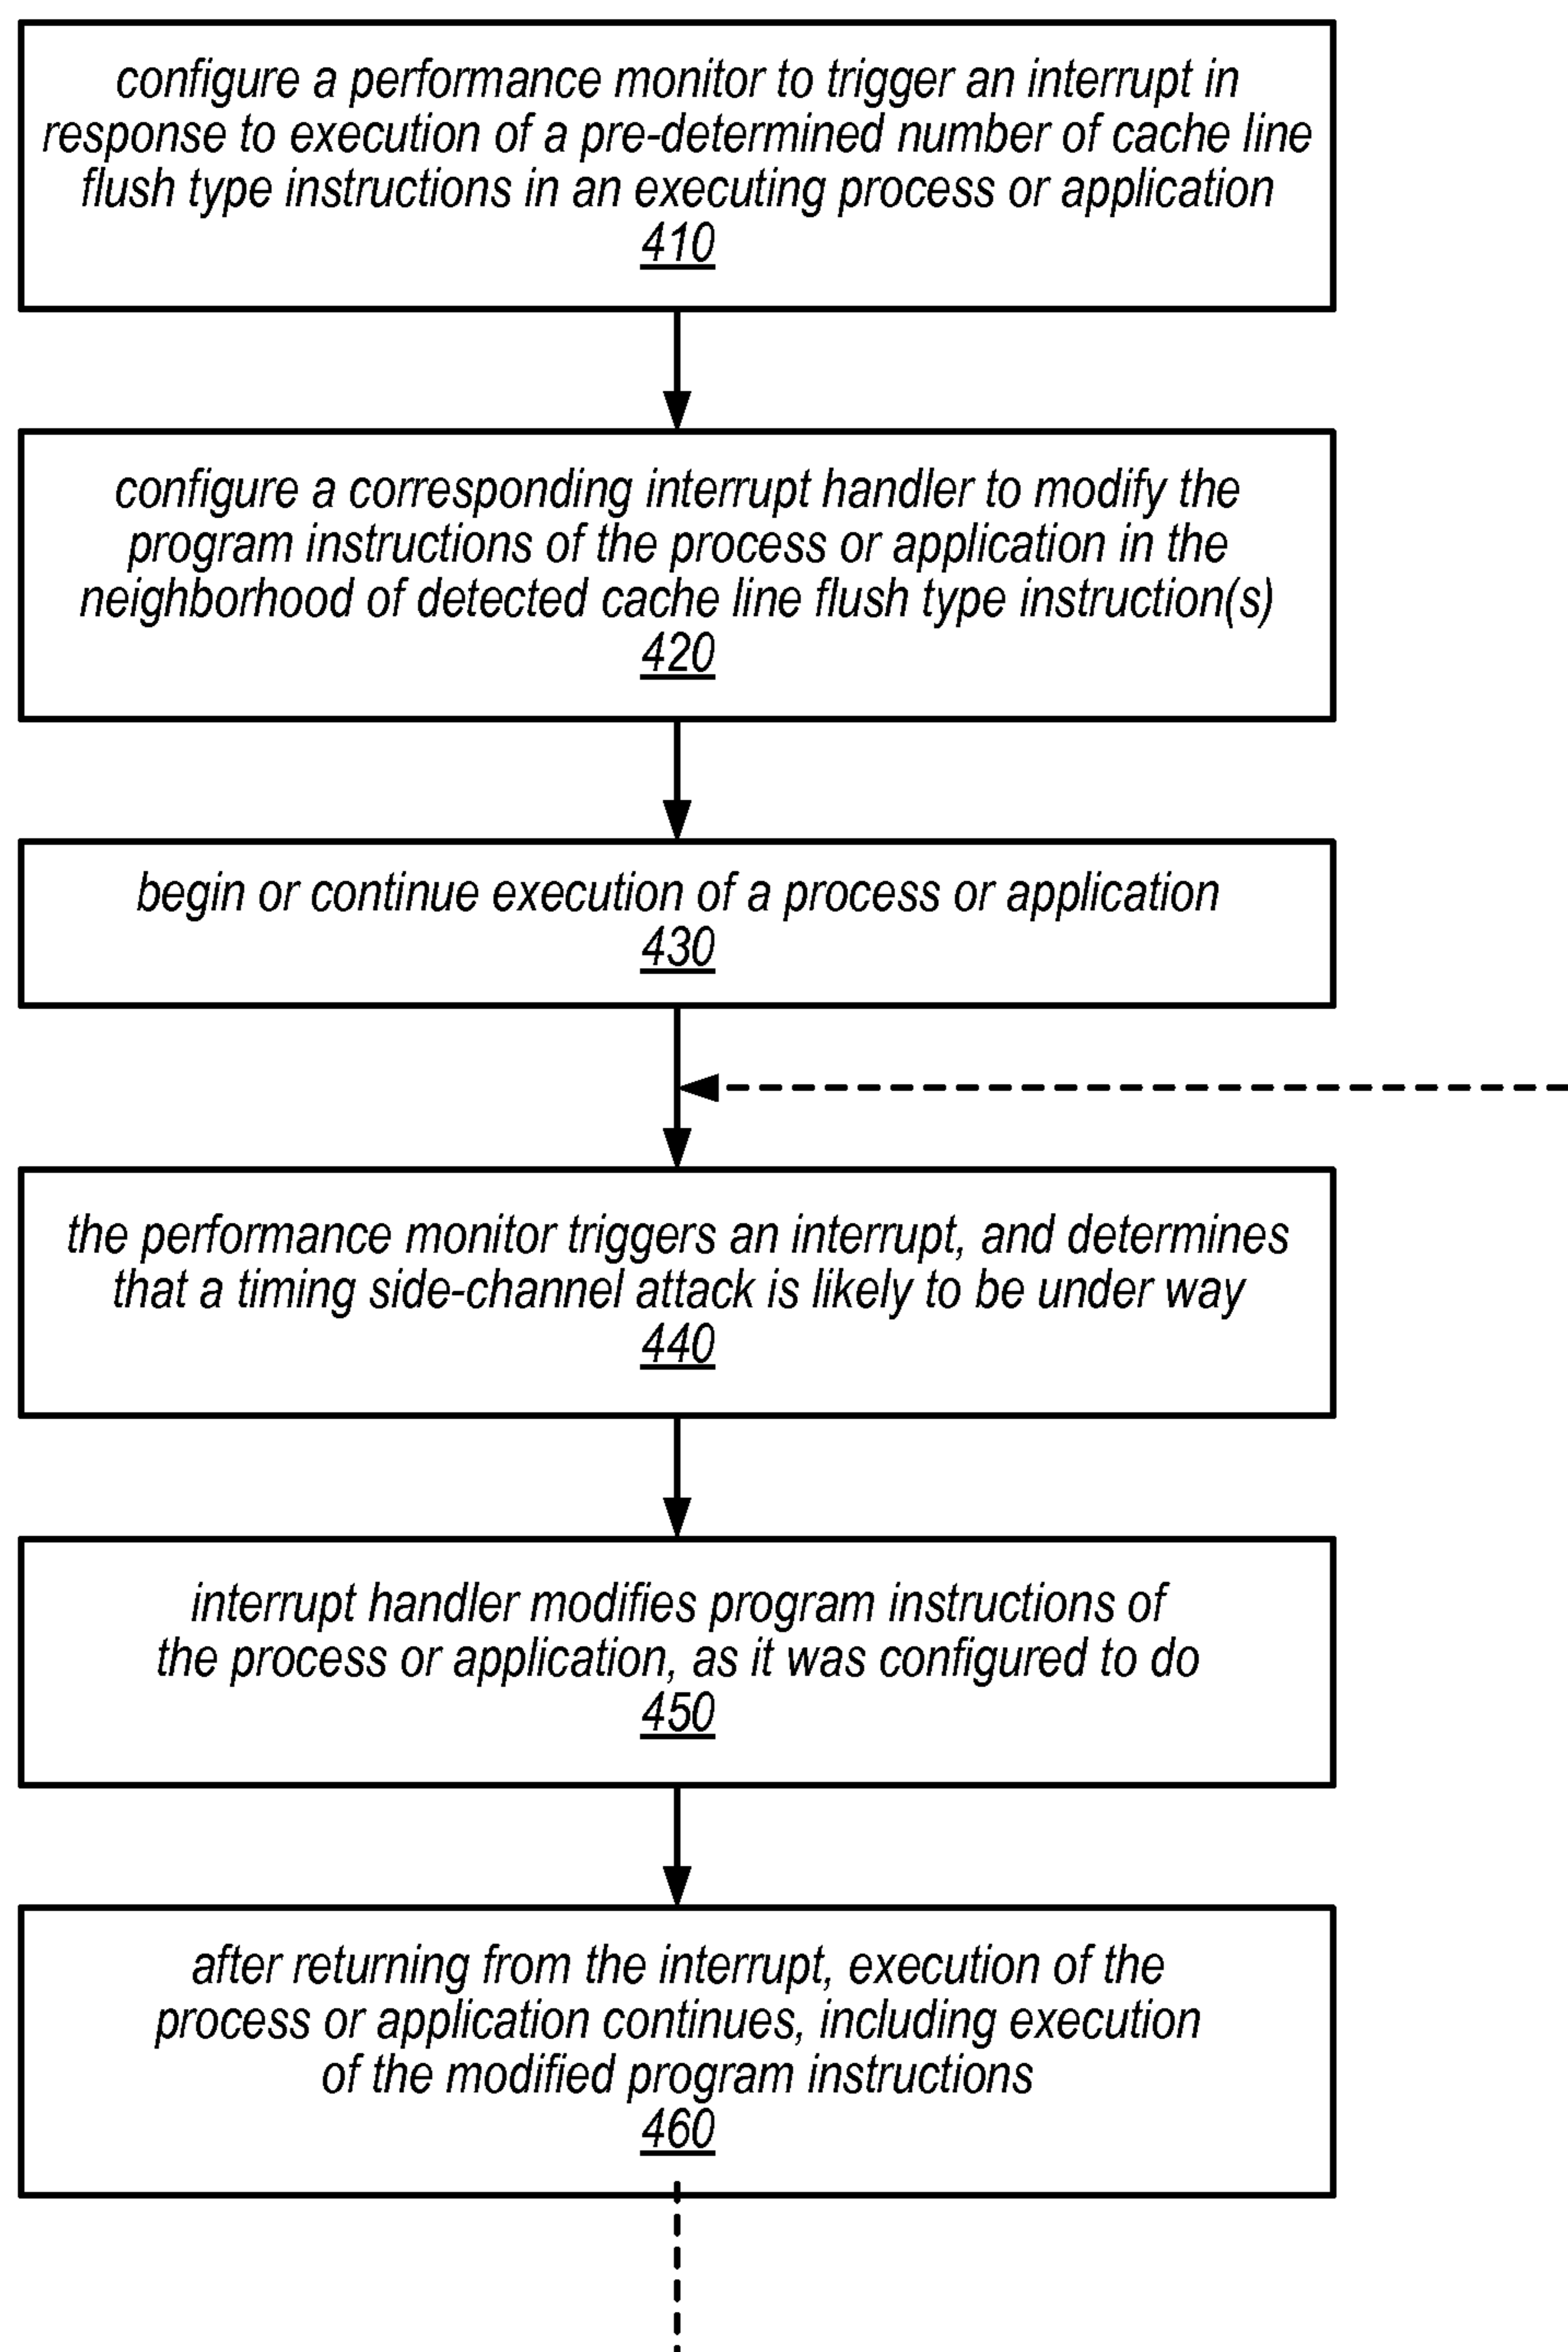 configure a performance monitor to trigger an interrupt in
response to execution of a pre-determined number of cache line
flush type instructions in an executing process or application
410
configure a corresponding interrupt handler to modify the
program instructions of the process or application in the
neighborhood of detected cache line flush type instruction(s)
420
begin or continue execution of a process or application
430
the performance monitor triggers an interrupt, and determines
that a timing side-channel attack is likely to be under way
440
interrupt handler modifies program instructions of
the process or application, as it was configured to do
450
after returning from the interrupt, execution of the
process or application continues, including execution
of the modified program instructions
460